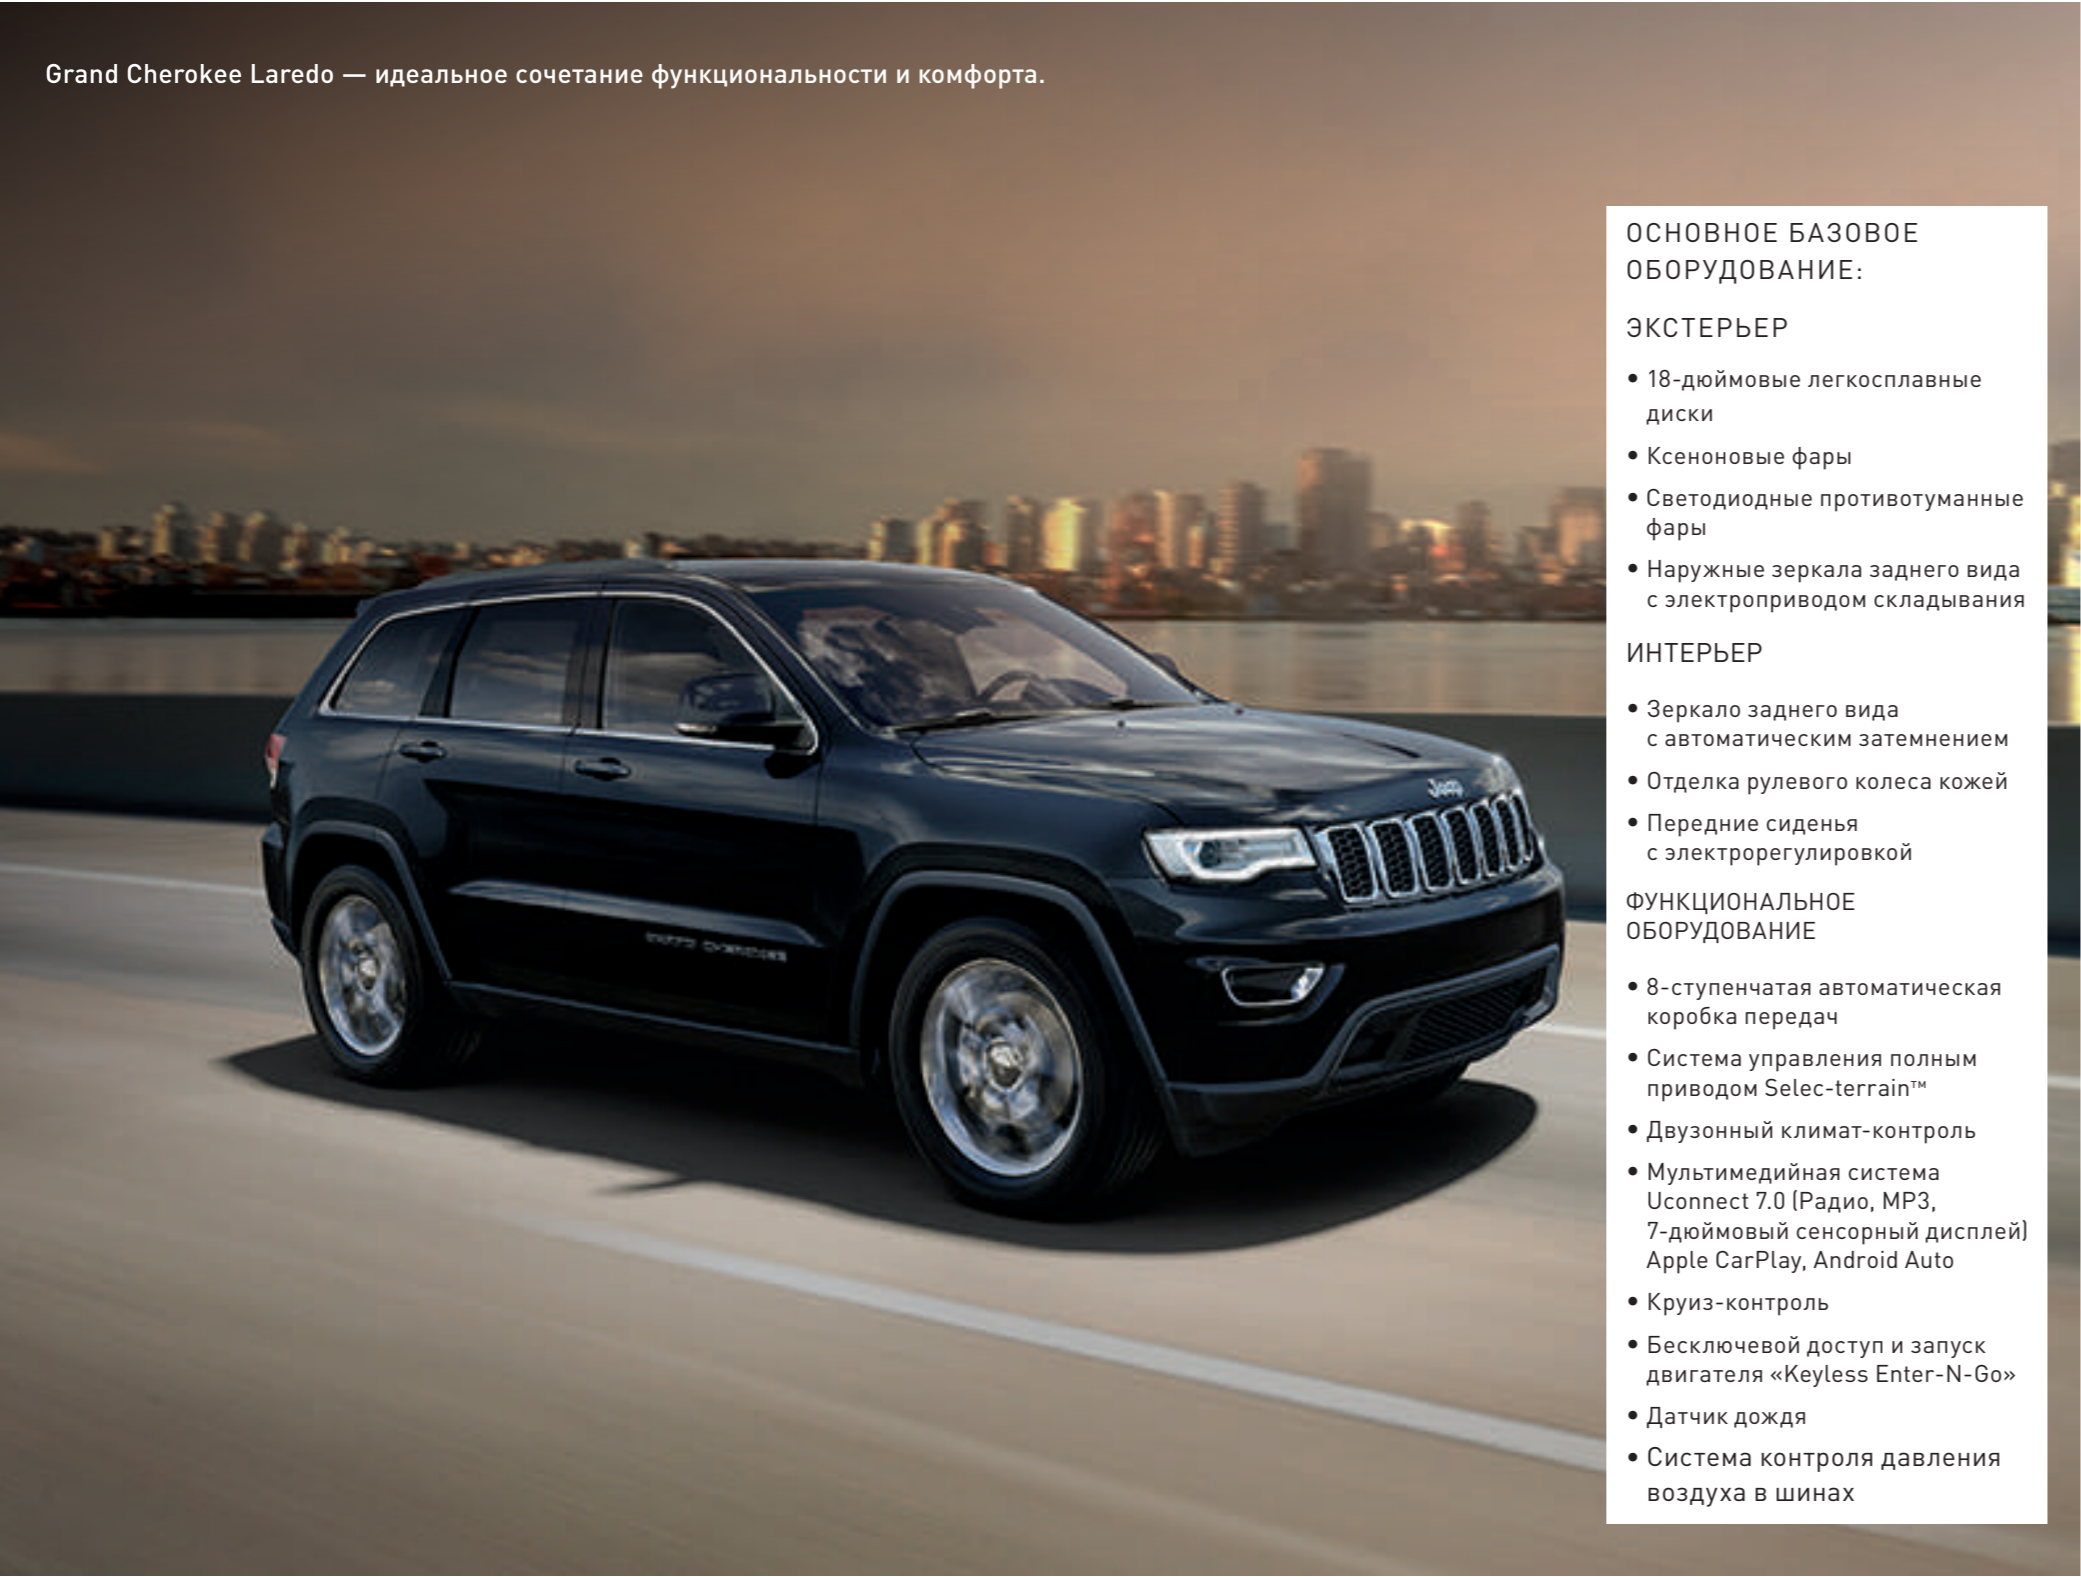 Grand Cherokee Laredo — идеальное сочетание функциональности и комфорта.
ОСНОВНОЕ БАЗОВОЕ
ОБОРУДОВАНИЕ:
ЭКСТЕРЬЕР
• 18-дюймовые легкосплавные
диски
• Ксеноновые фары
• Светодиодные противотуманные
фары
• Наружные зеркала заднего вида
с электроприводом складывания
ИНТЕРЬЕР
• Зеркало заднего вида
с автоматическим затемнением
• Отделка рулевого колеса кожей
• Передние сиденья
с электрорегулировкой
ФУНКЦИОНАЛЬНОЕ
ОБОРУДОВАНИЕ
• 8-ступенчатая автоматическая
коробка передач
• Система управления полным
приводом Selec-terrain™
• Двузонный климат-контроль
• Мультимедийная система
Uconnect 7.0 (Радио, MP3,
7-дюймовый сенсорный дисплей)
Apple CarPlay, Android Auto
• Круиз-контроль
• Бесключевой доступ и запуск
двигателя «Keyless Enter-N-Go»
• Датчик дождя
• Система контроля давления
воздуха в шинах
Jeep